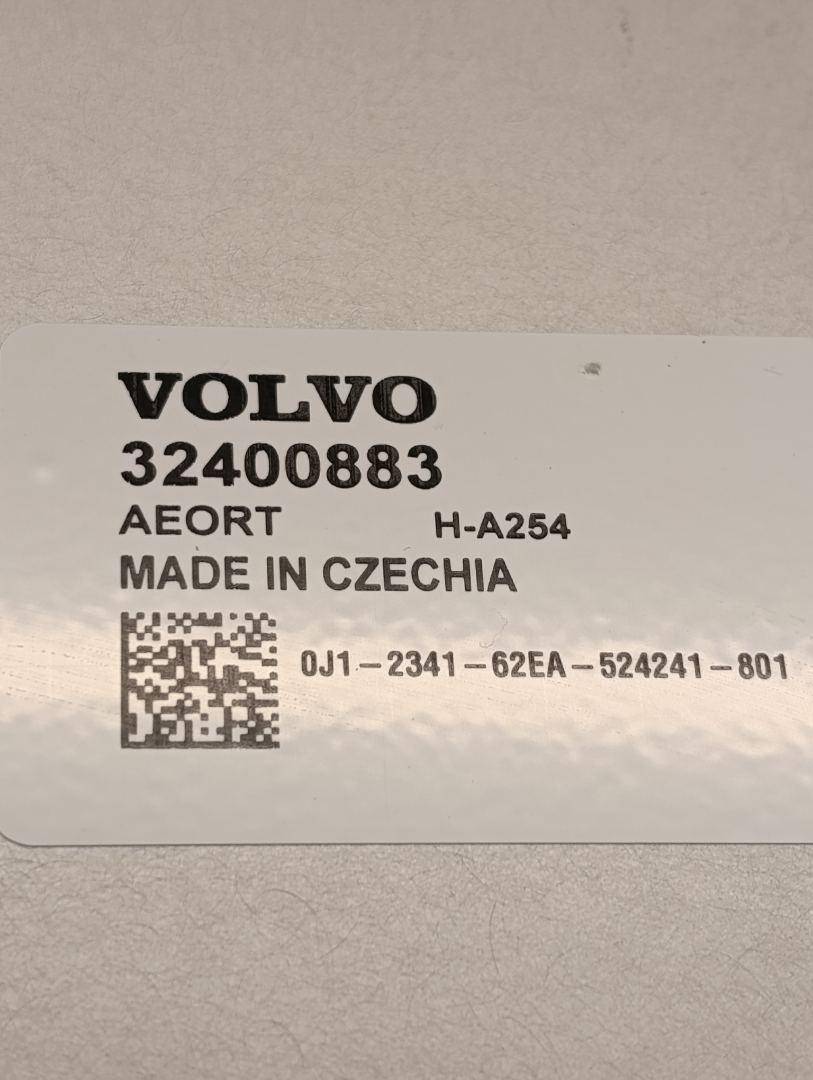 VOLVO
32400883
AEORT H-A254
MADE IN CZECHIA
0J1-2341-62EA-524241-801